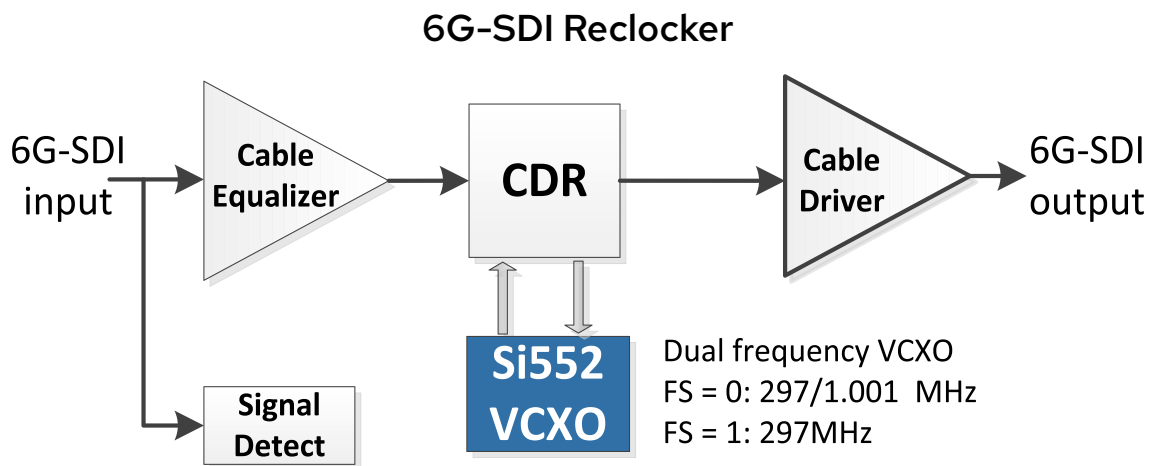 6G-SDI Reclocker
6G-SDI
input
Cable
Equalizer
CDR
Cable
Driver
6G-SDI
output
Signal
Detect
Si552
VCXO
Dual frequency VCXO
FS = 0: 297/1.001 MHz
FS = 1: 297MHz